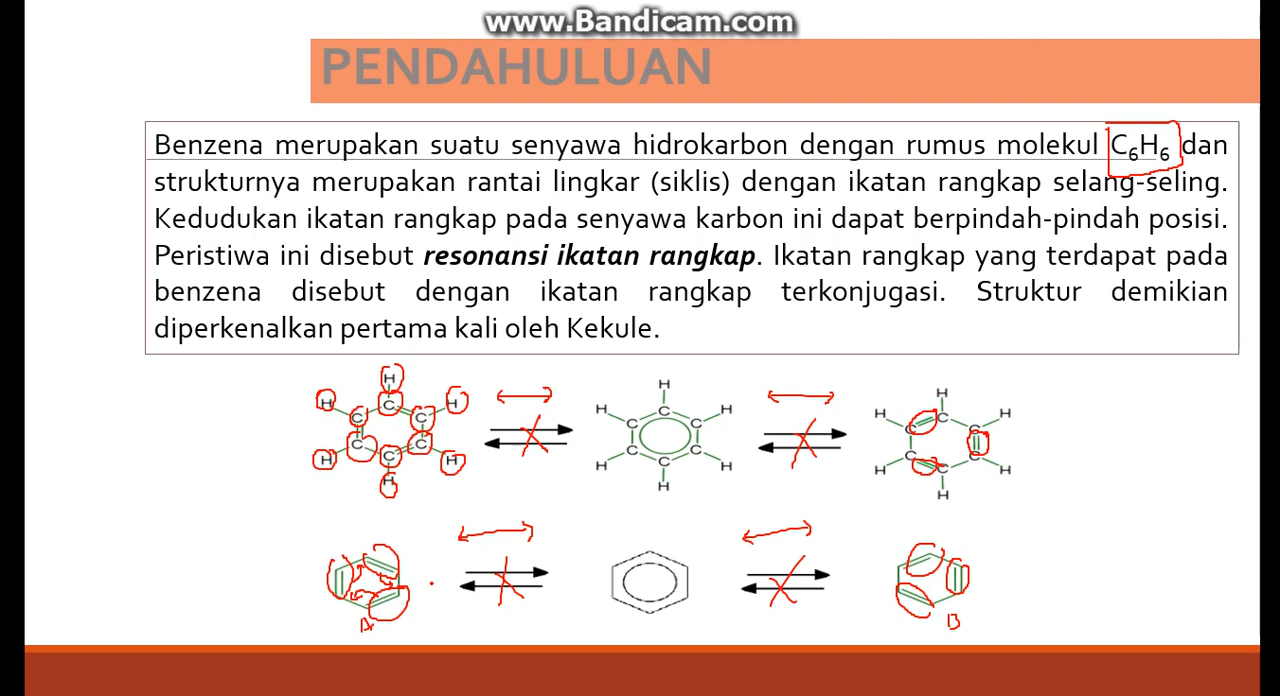 www.Bandicam.com
PENDAHULUAN
Benzena merupakan suatu senyawa hidrokarbon dengan rumus molekul C₆H₆ dan
strukturnya merupakan rantai lingkar (siklis) dengan ikatan rangkap selang-seling.
Kedudukan ikatan rangkap pada senyawa karbon ini dapat berpindah-pindah posisi.
Peristiwa ini disebut resonansi ikatan rangkap. Ikatan rangkap yang terdapat pada
benzena disebut dengan ikatan rangkap terkonjugasi. Struktur demikian
diperkenalkan pertama kali oleh Kekule.
H H H C C C C C C H H H
H H H C C C C C C H H H
H H H C C C C C C H H H
A B